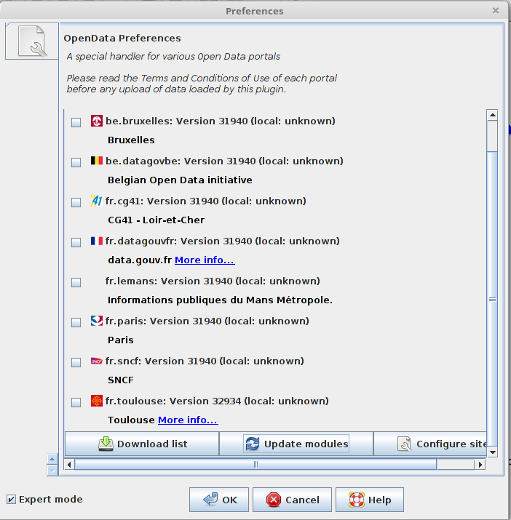 Preferences
OpenData Preferences
A special handler for various Open Data portals
Please read the Terms and Conditions of Use of each portal
before any upload of data loaded by this plugin.
be.bruxelles: Version 31940 (local: unknown)
Bruxelles
be.datagovbe: Version 31940 (local: unknown)
Belgian Open Data initiative
fr.cg41: Version 31940 (local: unknown)
CG41 - Loir-et-Cher
fr.datagouvfr: Version 31940 (local: unknown)
data.gouv.fr More info...
fr.lemans: Version 31940 (local: unknown)
Informations publiques du Mans Métropole.
fr.paris: Version 31940 (local: unknown)
Paris
fr.sncf: Version 31940 (local: unknown)
SNCF
fr.toulouse: Version 32934 (local: unknown)
Toulouse More info...
Download list Update modules Configure site
Expert mode OK Cancel Help